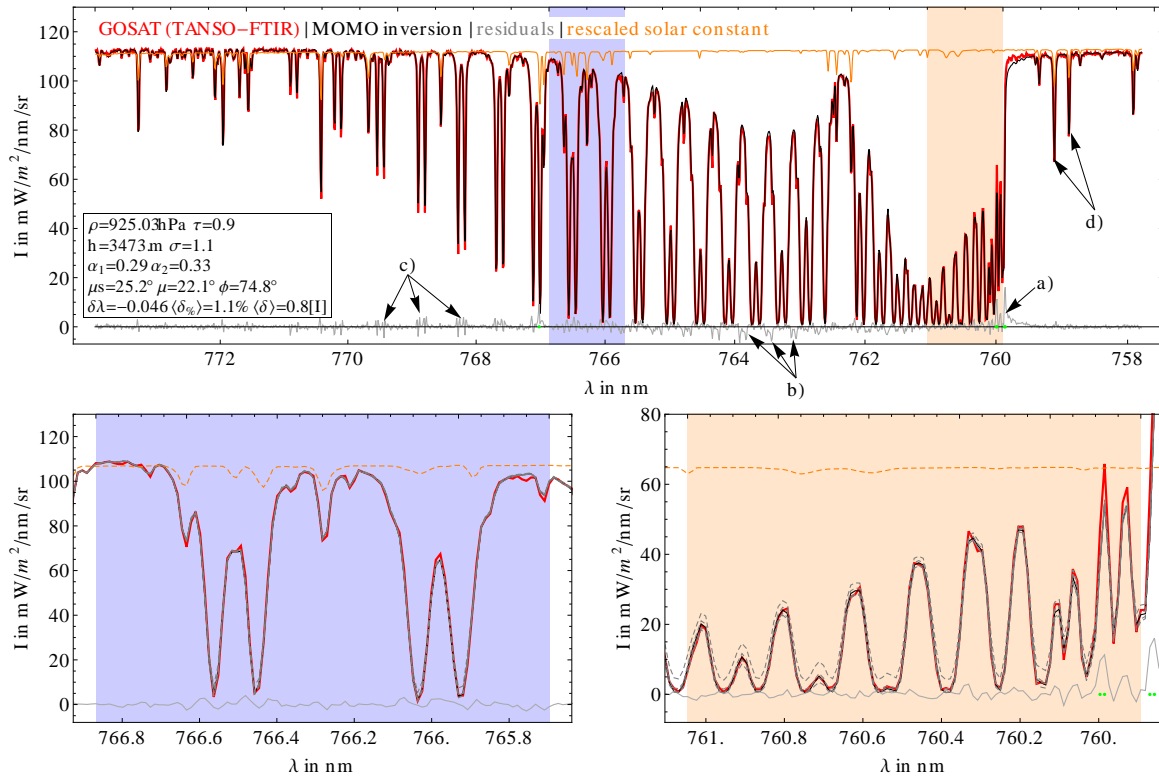 GOSAT (TANSO−FTIR) | MOMO inversion | residuals | rescaled solar constant
I in mW/m²/nm/sr
120
100
80
60
40
20
0
ρ=925.03hPa τ=0.9
h=3473.m σ=1.1
α₁=0.29 α₂=0.33
μs=25.2° μ=22.1° ϕ=74.8°
δλ=−0.046 ⟨δ%⟩=1.1% ⟨δ⟩=0.8[I]
c)
d)
a)
b)
772
770
768
766
764
762
760
758
λ in nm
I in mW/m²/nm/sr
120
100
80
60
40
20
0
766.8
766.6
766.4
766.2
766.
765.8
λ in nm
I in mW/m²/nm/sr
80
60
40
20
0
761.
760.8
760.6
760.4
760.2
760.
λ in nm